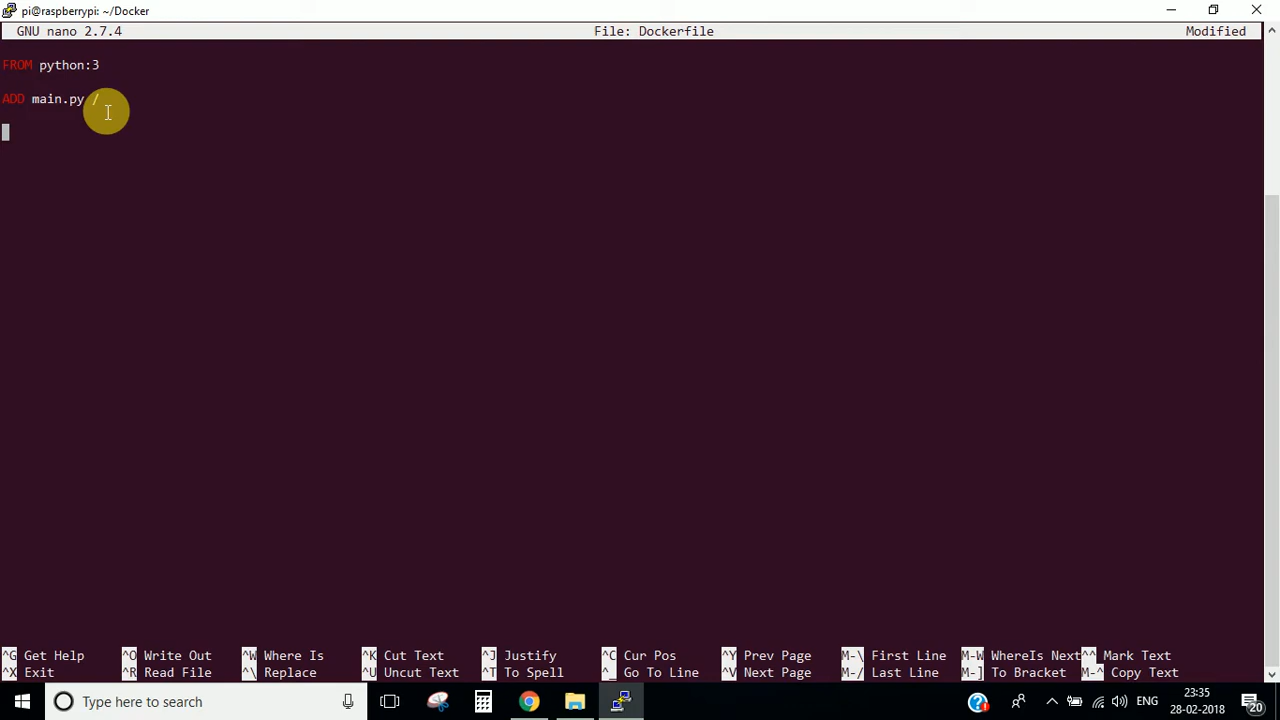 pi@raspberrypi: ~/Docker
GNU nano 2.7.4 File: Dockerfile Modified
FROM python:3
ADD main.py /
^G Get Help ^O Write Out ^W Where Is ^K Cut Text ^J Justify ^C Cur Pos ^Y Prev Page M-\ First Line M-W WhereIs Next ^^ Mark Text
^X Exit ^R Read File ^\ Replace ^U Uncut Text ^T To Spell ^_ Go To Line ^V Next Page M-/ Last Line M-] To Bracket M-^ Copy Text
Type here to search
ENG
23:35
28-02-2018
20